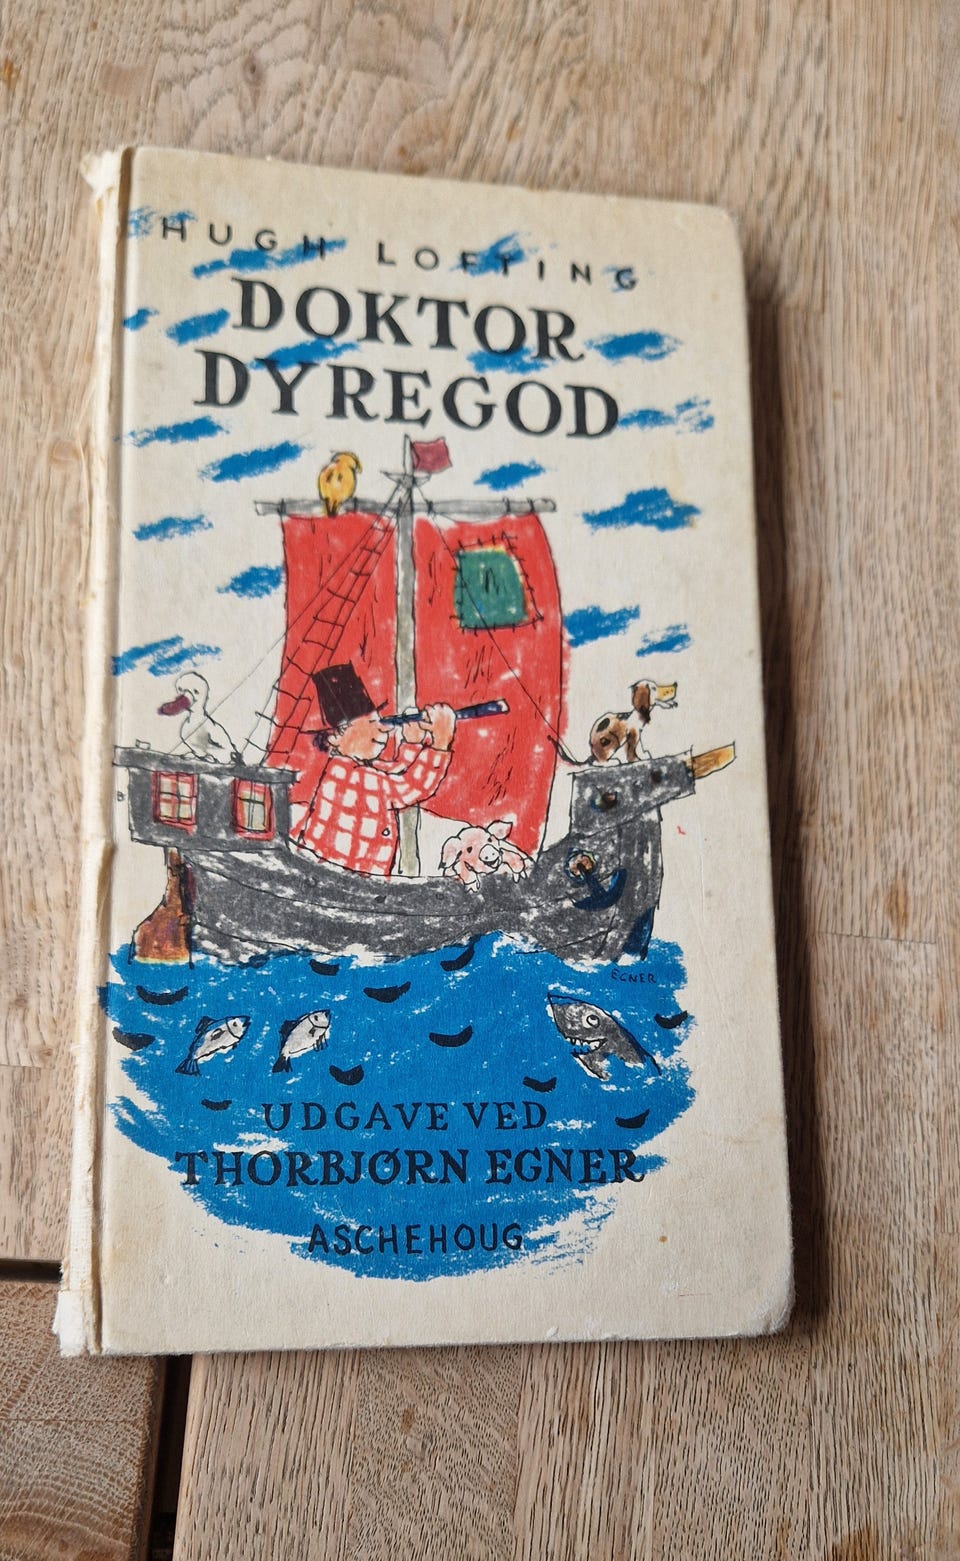 HUGH LOFTING
DOKTOR
DYREGOD
EGNER
UDGAVE VED
THORBJØRN EGNER
ASCHEHOUG